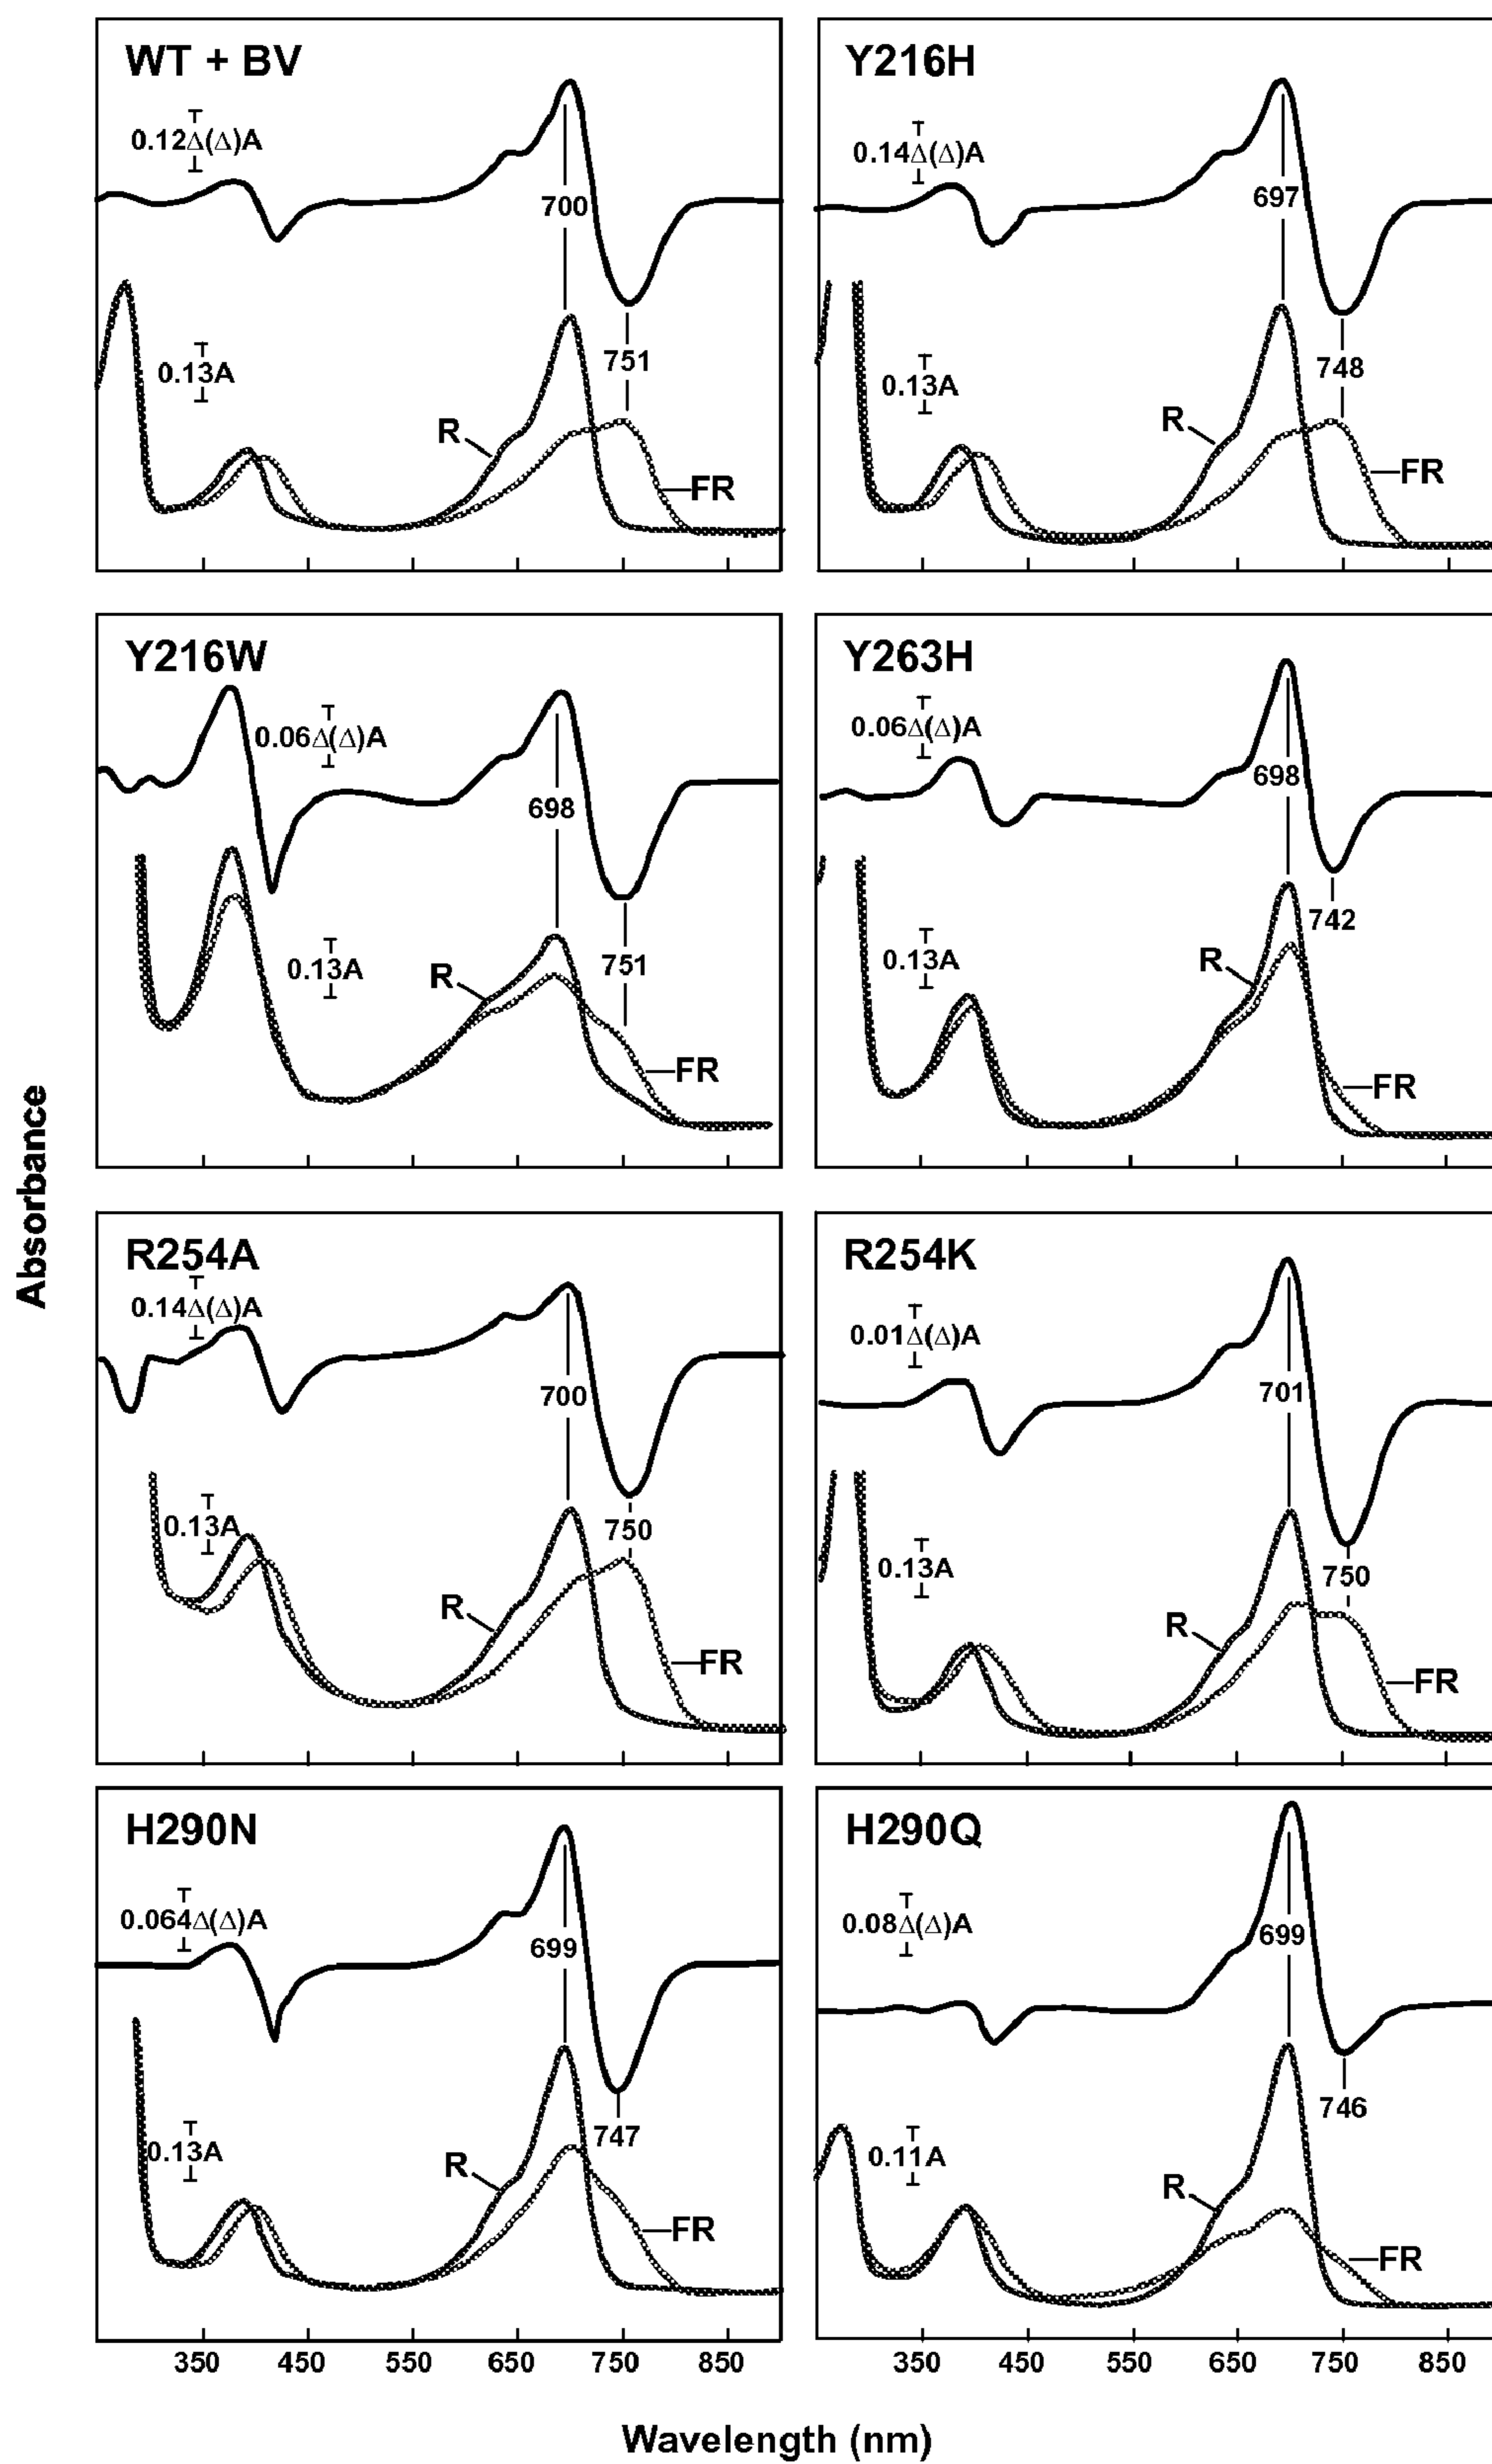 WT + BV
0.12Δ(Δ)A
700
0.13A
751
R
FR
Y216H
0.14Δ(Δ)A
697
0.13A
748
R
FR
Y216W
0.06Δ(Δ)A
698
0.13A
751
R
FR
Y263H
0.06Δ(Δ)A
698
742
0.13A
R
FR
R254A
0.14Δ(Δ)A
700
0.13A
750
R
FR
R254K
0.01Δ(Δ)A
701
0.13A
750
R
FR
H290N
0.064Δ(Δ)A
699
747
0.13A
R
FR
H290Q
0.08Δ(Δ)A
699
746
0.11A
R
FR
350 450 550 650 750 850
350 450 550 650 750 850
Absorbance
Wavelength (nm)